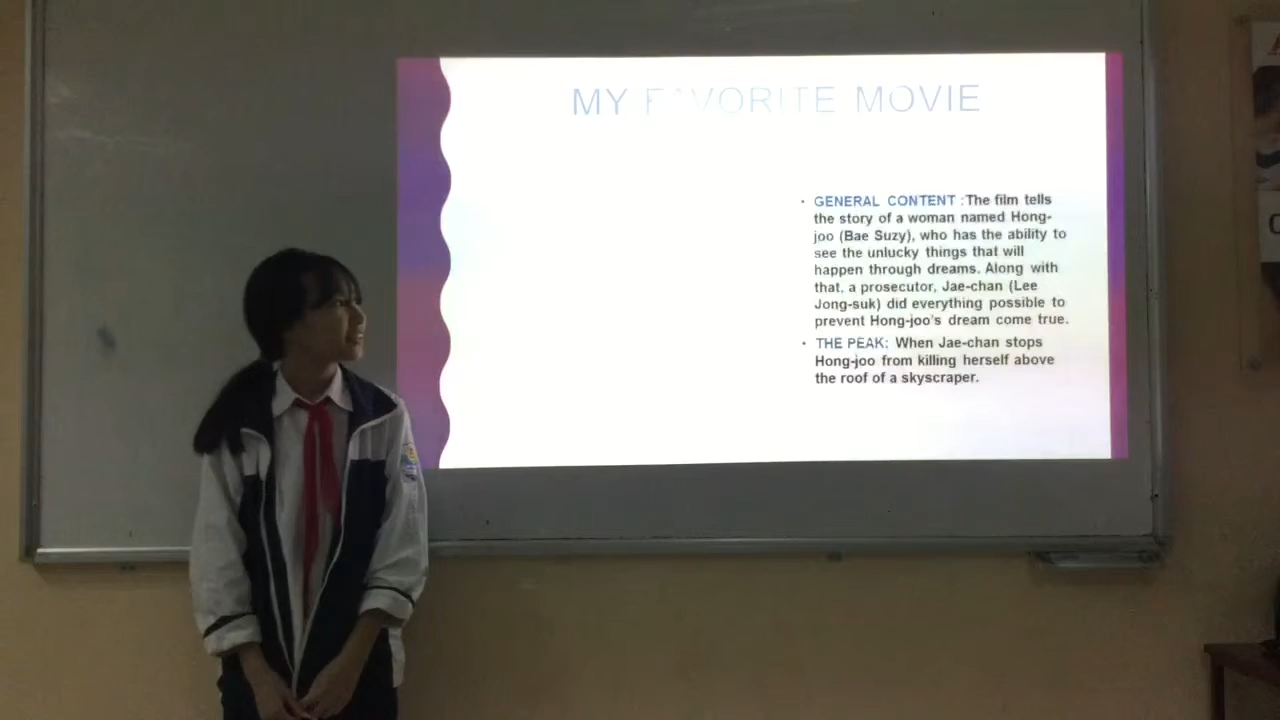 MY FAVORITE MOVIE
• GENERAL CONTENT :The film tells
the story of a woman named Hong-
joo (Bae Suzy), who has the ability to
see the unlucky things that will
happen through dreams. Along with
that, a prosecutor, Jae-chan (Lee
Jong-suk) did everything possible to
prevent Hong-joo's dream come true.
• THE PEAK: When Jae-chan stops
Hong-joo from killing herself above
the roof of a skyscraper.